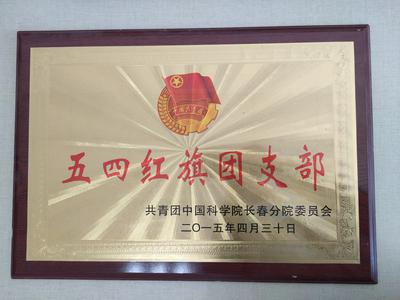 五四红旗团支部
共青团中国科学院长春分院委员会
二〇一五年四月三十日